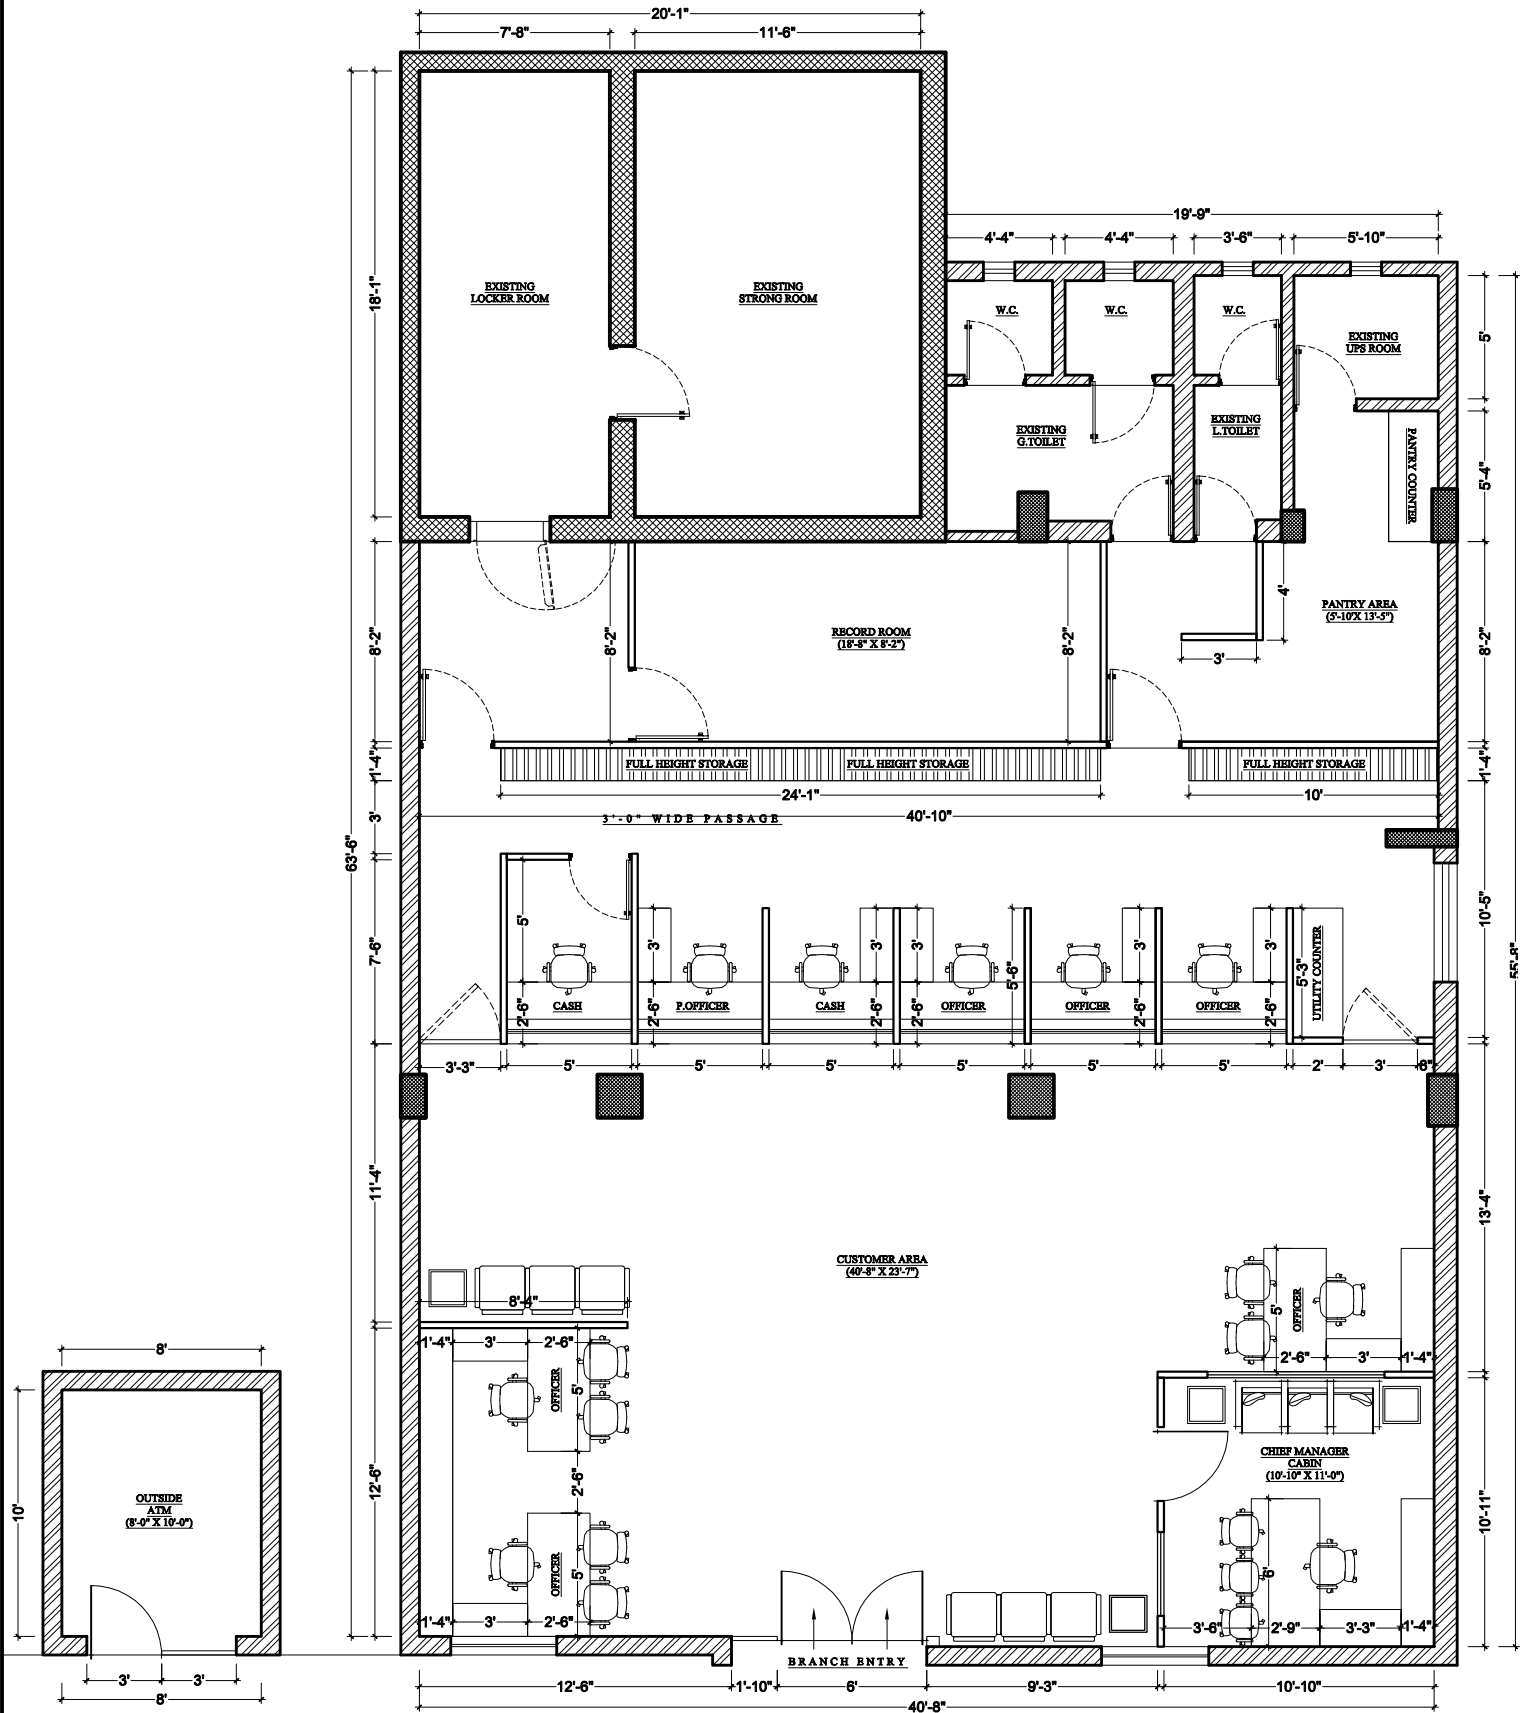 20'-1"
7'-8"
11'-6"
19'-9"
4'-4"
4'-4"
3'-6"
5'-10"
18'-1"
EXISTING
LOCKER ROOM
EXISTING
STRONG ROOM
W.C.
W.C.
W.C.
EXISTING
UPS ROOM
5'
EXISTING
G.TOILET
EXISTING
L.TOILET
PANTRY COUNTER
5'-4"
8'-2"
8'-2"
RECORD ROOM
(18'-8" X 8'-2")
8'-2"
4'
3'
PANTRY AREA
(5'-10"X 13'-5")
8'-2"
1'-4"
FULL HEIGHT STORAGE
FULL HEIGHT STORAGE
FULL HEIGHT STORAGE
1'-4"
24'-1"
10'
3'
3'-0" WIDE PASSAGE
40'-10"
63'-6"
55'-8"
7'-6"
5'
3'
3'
3'
3'
3'
10'-5"
5'-6"
5'-3"
UTILITY COUNTER
2'-6"
CASH
2'-6"
P.OFFICER
CASH
2'-6"
2'-6"
OFFICER
OFFICER
2'-6"
OFFICER
2'-6"
3'-3"
5'
5'
5'
5'
5'
5'
2'
3'
8"
11'-4"
13'-4"
CUSTOMER AREA
(40'-8" X 23'-7")
8'-4"
5'
OFFICER
1'-4"
3'
2'-6"
2'-6"
3'
1'-4"
OFFICER
5'
12'-6"
2'-6"
CHIEF MANAGER
CABIN
(10'-10" X 11'-0")
10'-11"
OFFICER
5'
6'
1'-4"
3'
2'-6"
3'-6"
2'-9"
3'-3"
1'-4"
BRANCH ENTRY
12'-6"
1'-10"
6'
9'-3"
10'-10"
40'-8"
8'
10'
OUTSIDE
ATM
(8'-0" X 10'-0")
3'
3'
8'